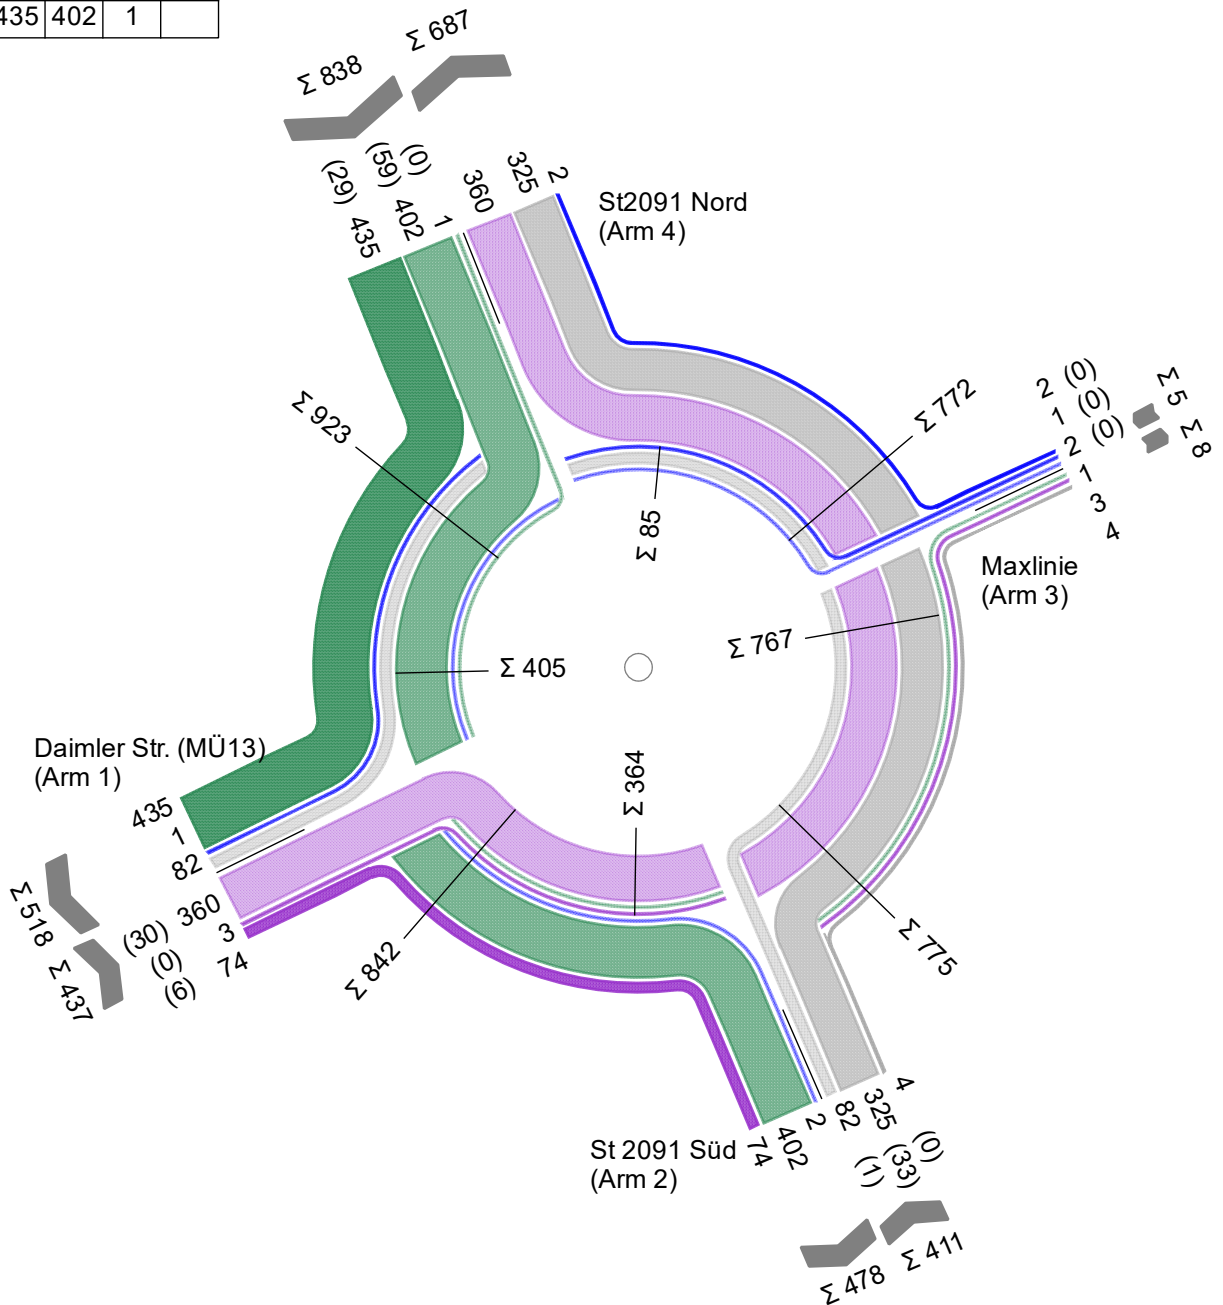 435 402 1
Σ 838
Σ 687
(29) 435
(59) 402
(0) 1
360
325
2
St2091 Nord
(Arm 4)
Σ 923
Σ 772
Σ 85
2 (0)
1 (0)
2 (0)
Σ 5
Σ 8
1
3
4
Maxlinie
(Arm 3)
Σ 767
Σ 405
Daimler Str. (MÜ13)
(Arm 1)
435
1
82
360
3
74
(30)
(0)
(6)
Σ 518
Σ 437
Σ 364
Σ 842
Σ 775
St 2091 Süd
(Arm 2)
74
402
2
82
325
4
(1)
(33)
(0)
Σ 478
Σ 411